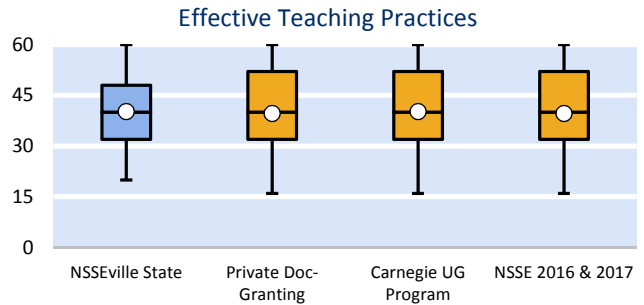 Effective Teaching Practices
60
45
30
15
0
NSSEville State
Private Doc-
Granting
Carnegie UG
Program
NSSE 2016 & 2017